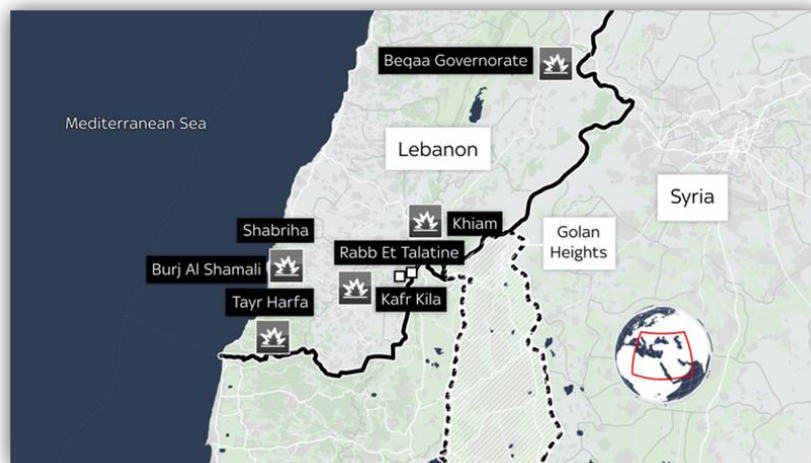 Beqaa Governorate
Mediterranean Sea
Lebanon
Syria
Khiam
Shabriha
Golan
Heights
Rabb Et Talatine
Burj Al Shamali
Kafr Kila
Tayr Harfa